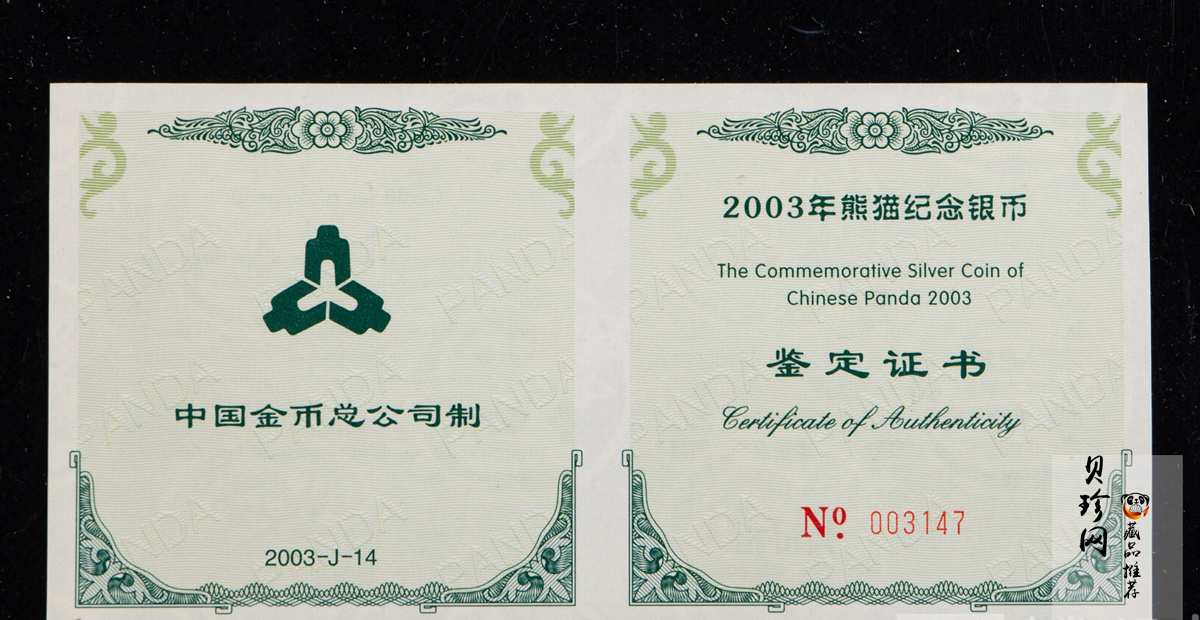 中国金币总公司制
2003-J-14
2003年熊猫纪念银币
The Commemorative Silver Coin of
Chinese Panda 2003
鉴定证书
Certificate of Authenticity
Nº. 003147
贝珍网
藏品推荐
PANDA